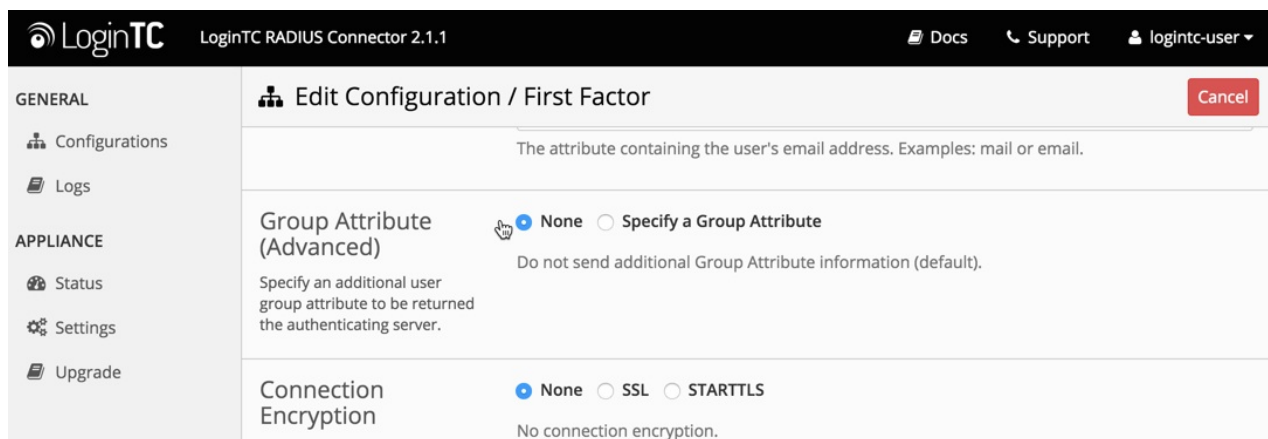 LoginTC LoginTC RADIUS Connector 2.1.1 Docs Support logintc-user
GENERAL
Configurations
Logs
APPLIANCE
Status
Settings
Upgrade
Edit Configuration / First Factor Cancel
The attribute containing the user's email address. Examples: mail or email.
Group Attribute
(Advanced)
Specify an additional user
group attribute to be returned
the authenticating server.
None Specify a Group Attribute
Do not send additional Group Attribute information (default).
Connection
Encryption
None SSL STARTTLS
No connection encryption.